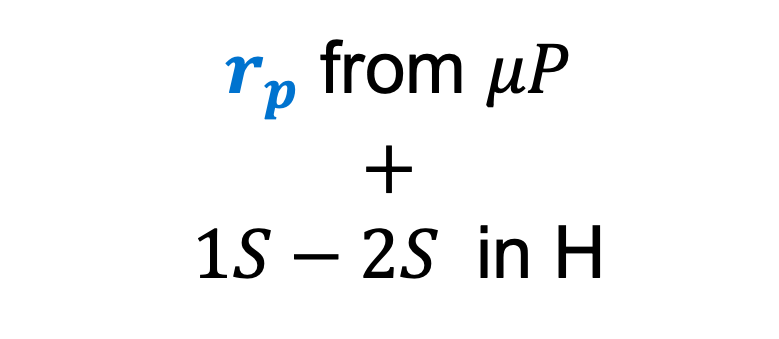 r_p from μP
+
1S − 2S in H